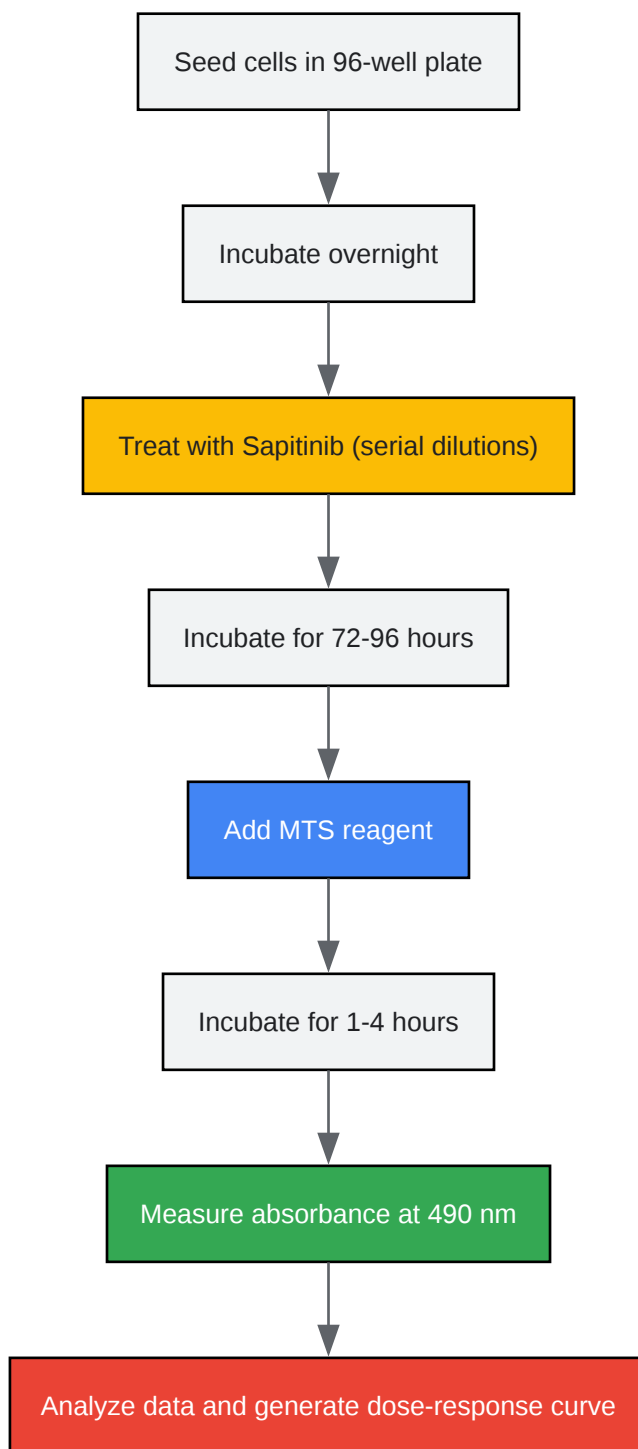 Seed cells in 96-well plate
Incubate overnight
Treat with Sapitinib (serial dilutions)
Incubate for 72-96 hours
Add MTS reagent
Incubate for 1-4 hours
Measure absorbance at 490 nm
Analyze data and generate dose-response curve